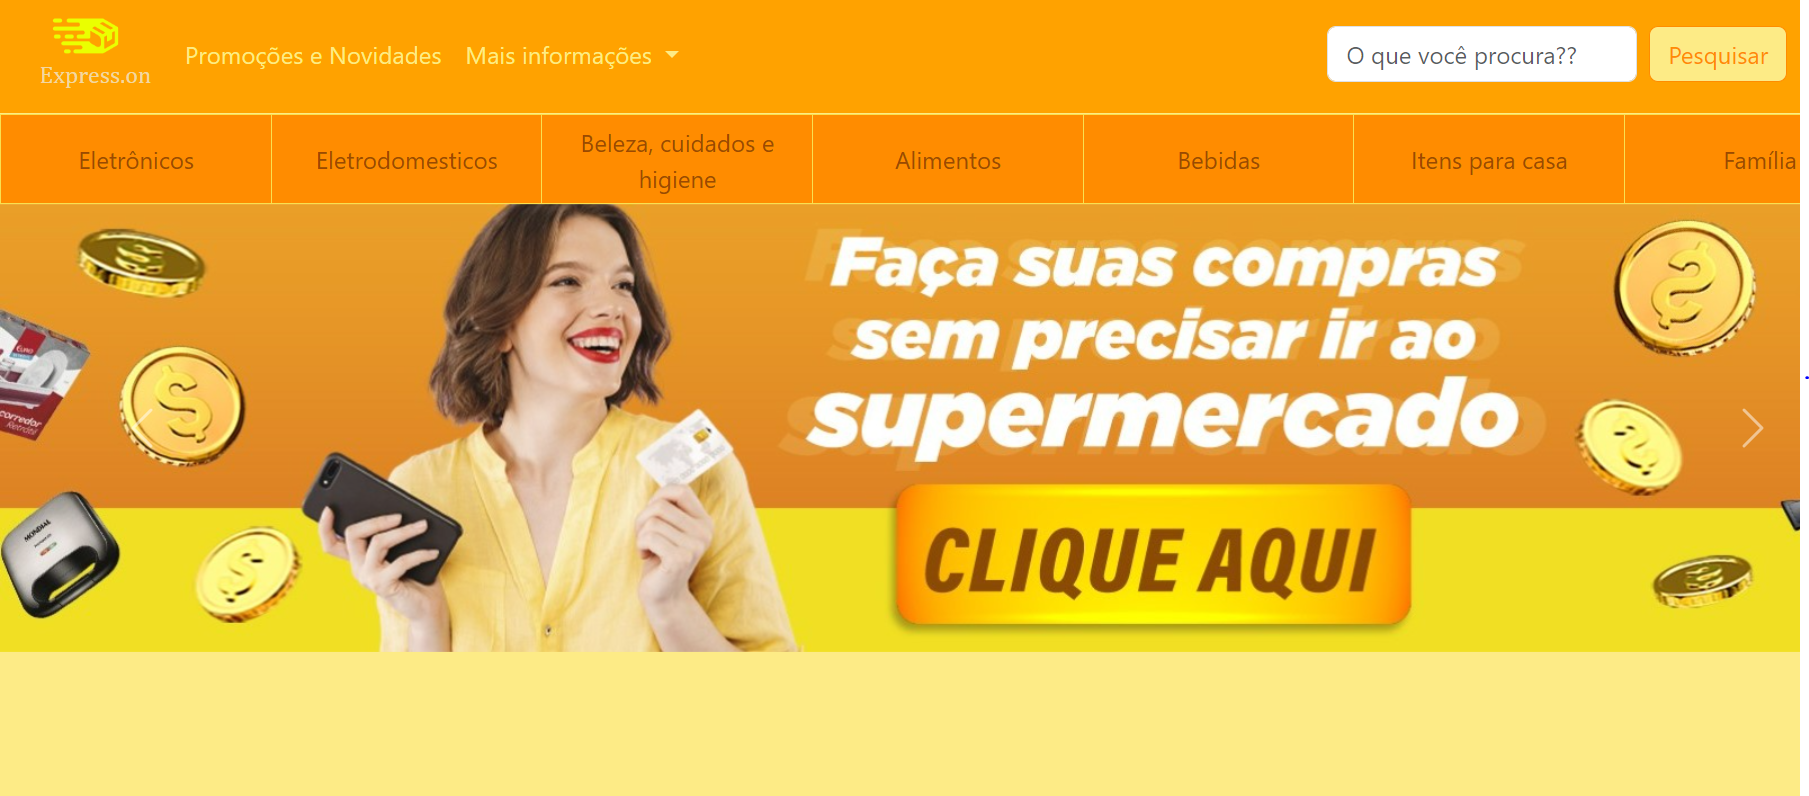 Express.on
Promoções e Novidades
Mais informações
O que você procura??
Pesquisar
Eletrônicos
Eletrodomesticos
Beleza, cuidados e
higiene
Alimentos
Bebidas
Itens para casa
Família
Faça suas compras
sem precisar ir ao
supermercado
CLIQUE AQUI
MONDIAL
corredor